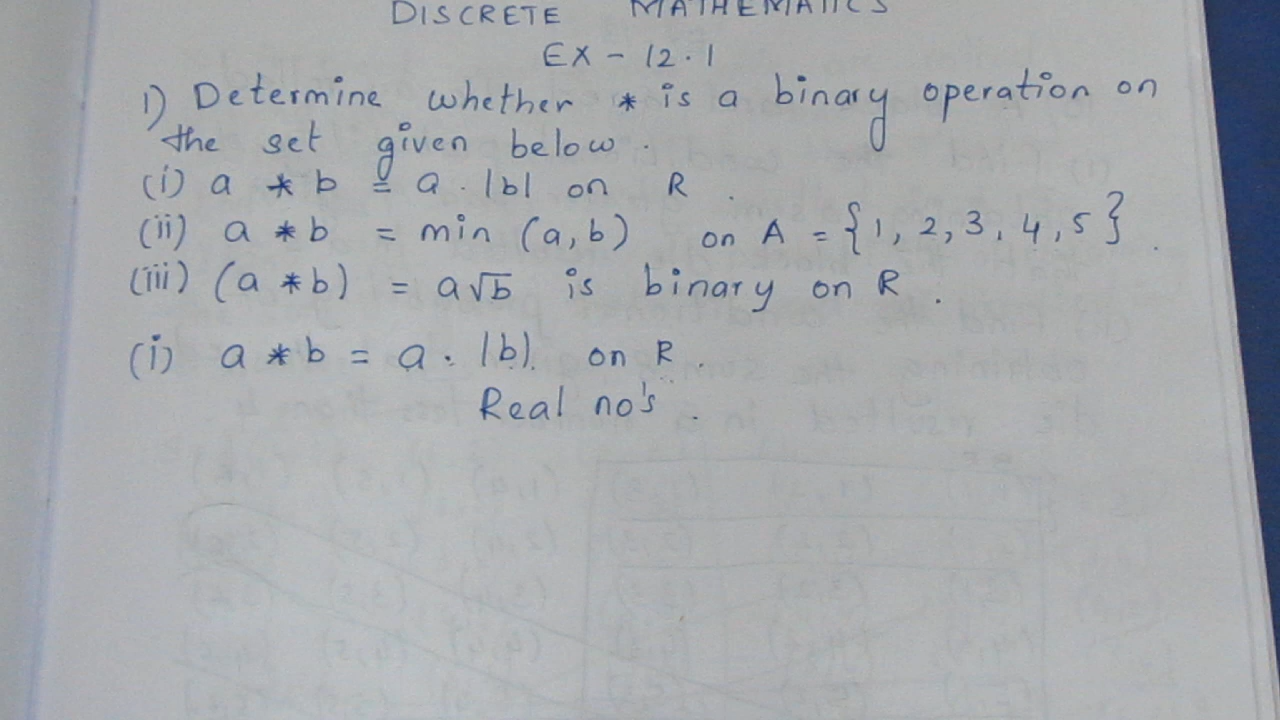 DISCRETE MATHEMATICS
EX - 12.1
1) Determine whether * is a binary operation on
the set given below.
(i) a * b = a . |b| on R .
(ii) a * b = min (a,b) on A = {1, 2, 3, 4, 5} .
(iii) (a * b) = a√b is binary on R .
(i) a * b = a . |b|. on R .
Real no's .